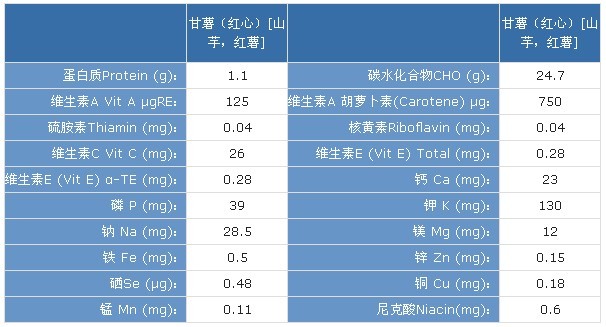 甘薯（红心）[山芋，红薯]
甘薯（红心）[山芋，红薯]
蛋白质Protein (g): 1.1 碳水化合物CHO (g): 24.7
维生素A Vit A μgRE: 125 维生素A 胡萝卜素(Carotene) μg: 750
硫胺素Thiamin (mg): 0.04 核黄素Riboflavin (mg): 0.04
维生素C Vit C (mg): 26 维生素E (Vit E) Total (mg): 0.28
维生素E (Vit E) α-TE (mg): 0.28 钙 Ca (mg): 23
磷 P (mg): 39 钾 K (mg): 130
钠 Na (mg): 28.5 镁 Mg (mg): 12
铁 Fe (mg): 0.5 锌 Zn (mg): 0.15
硒Se (μg): 0.48 铜 Cu (mg): 0.18
锰 Mn (mg): 0.11 尼克酸Niacin(mg): 0.6